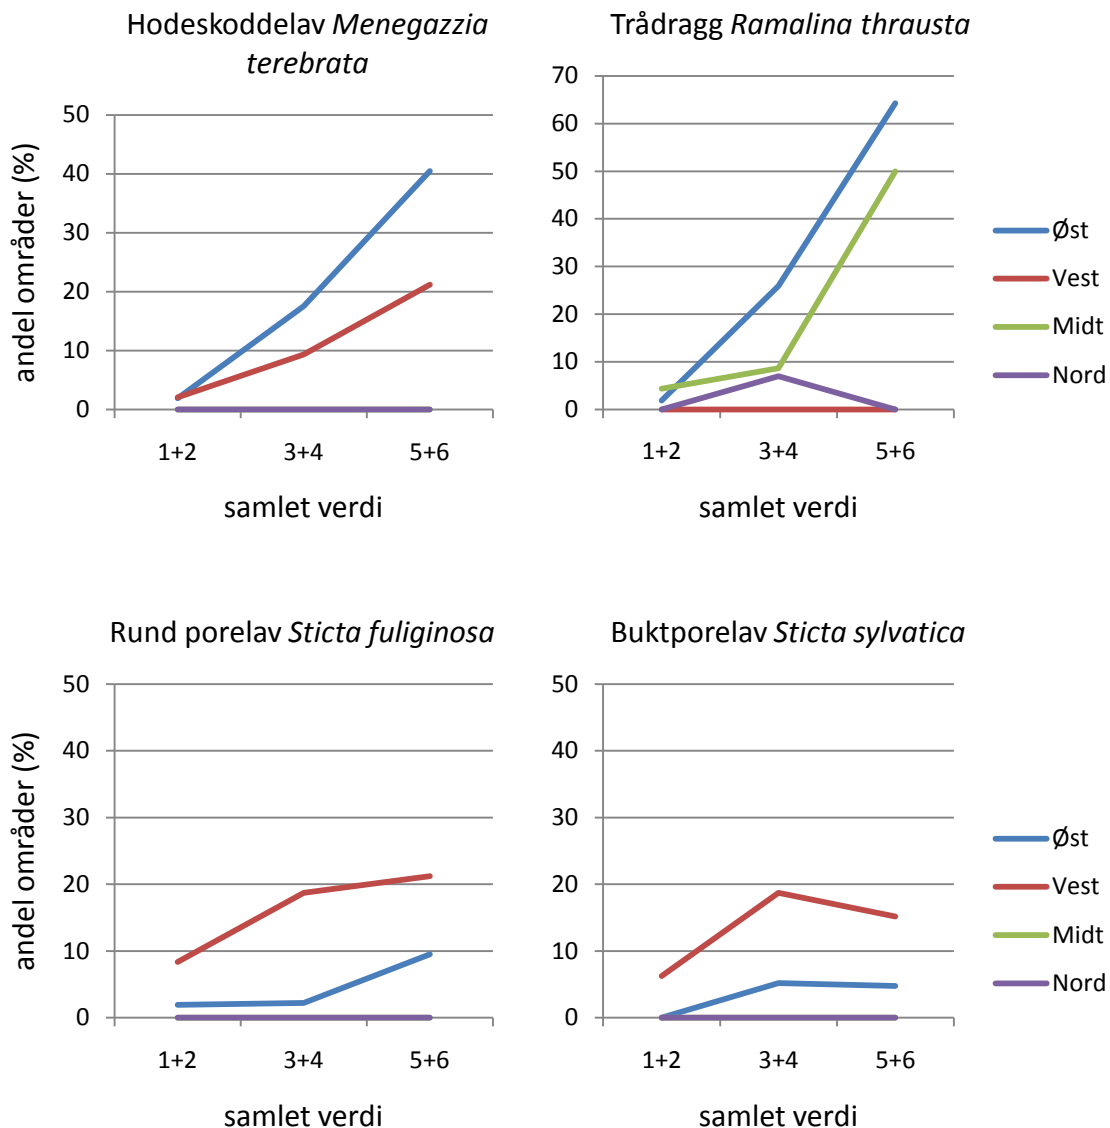 Hodeskoddelav Menegazzia
terebrata
andel områder (%)
50
40
30
20
10
0
1+2 3+4 5+6
samlet verdi
Trådragg Ramalina thrausta
70
60
50
40
30
20
10
0
1+2 3+4 5+6
samlet verdi
Øst
Vest
Midt
Nord
Rund porelav Sticta fuliginosa
andel områder (%)
50
40
30
20
10
0
1+2 3+4 5+6
samlet verdi
Buktporelav Sticta sylvatica
50
40
30
20
10
0
1+2 3+4 5+6
samlet verdi
Øst
Vest
Midt
Nord